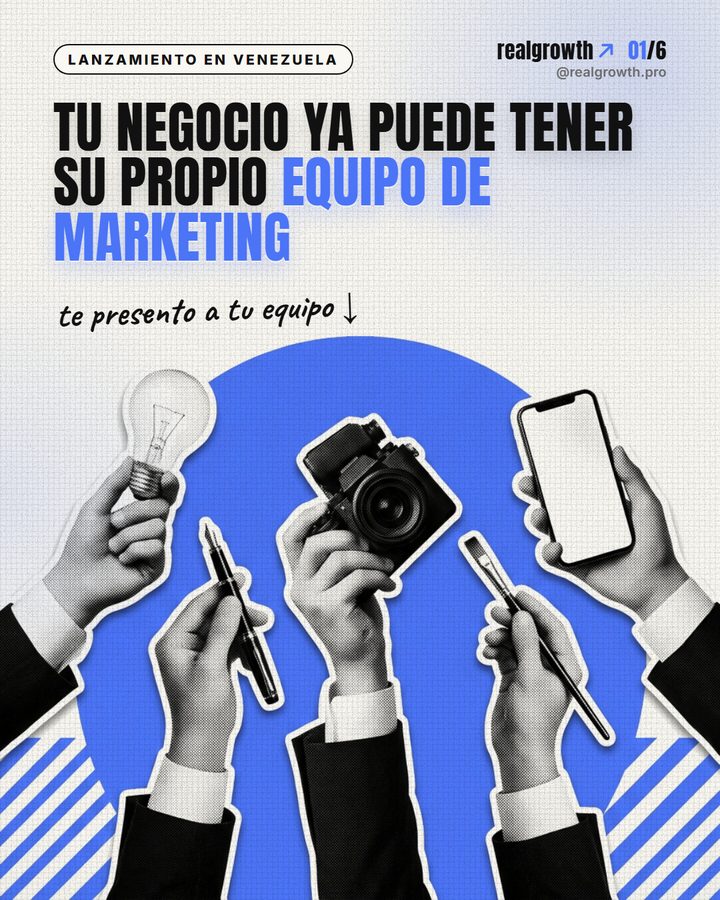 LANZAMIENTO EN VENEZUELA
realgrowth ↗ 01/6
@realgrowth.pro
TU NEGOCIO YA PUEDE TENER
SU PROPIO EQUIPO DE
MARKETING
te presento a tu equipo ↓